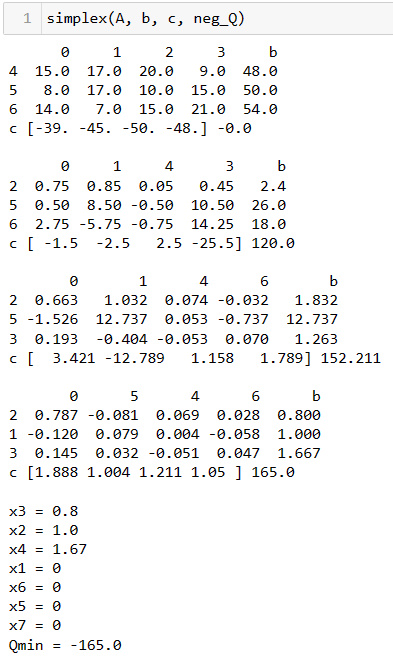 1 simplex(A, b, c, neg_Q)
0 1 2 3 b
4 15.0 17.0 20.0 9.0 48.0
5 8.0 17.0 10.0 15.0 50.0
6 14.0 7.0 15.0 21.0 54.0
c [-39. -45. -50. -48.] -0.0
0 1 4 3 b
2 0.75 0.85 0.05 0.45 2.4
5 0.50 8.50 -0.50 10.50 26.0
6 2.75 -5.75 -0.75 14.25 18.0
c [ -1.5 -2.5 2.5 -25.5] 120.0
0 1 4 6 b
2 0.663 1.032 0.074 -0.032 1.832
5 -1.526 12.737 0.053 -0.737 12.737
3 0.193 -0.404 -0.053 0.070 1.263
c [ 3.421 -12.789 1.158 1.789] 152.211
0 5 4 6 b
2 0.787 -0.081 0.069 0.028 0.800
1 -0.120 0.079 0.004 -0.058 1.000
3 0.145 0.032 -0.051 0.047 1.667
c [1.888 1.004 1.211 1.05 ] 165.0
x3 = 0.8
x2 = 1.0
x4 = 1.67
x1 = 0
x6 = 0
x5 = 0
x7 = 0
Qmin = -165.0